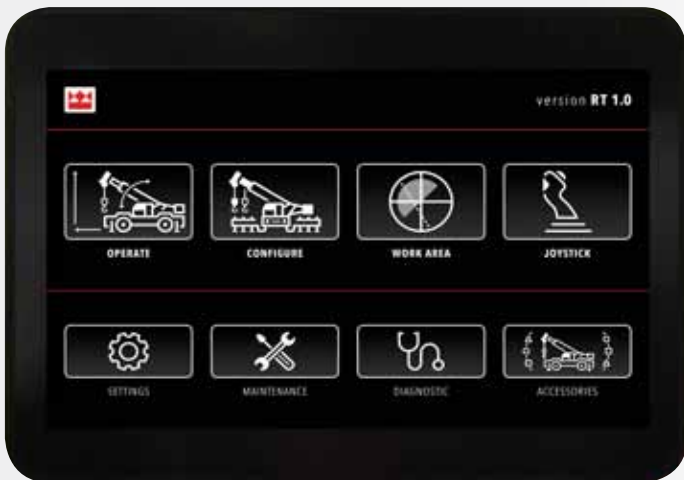 version RT 1.0
OPERATE CONFIGURE WORK AREA JOYSTICK
SETTINGS MAINTENANCE DIAGNOSTIC ACCESSORIES